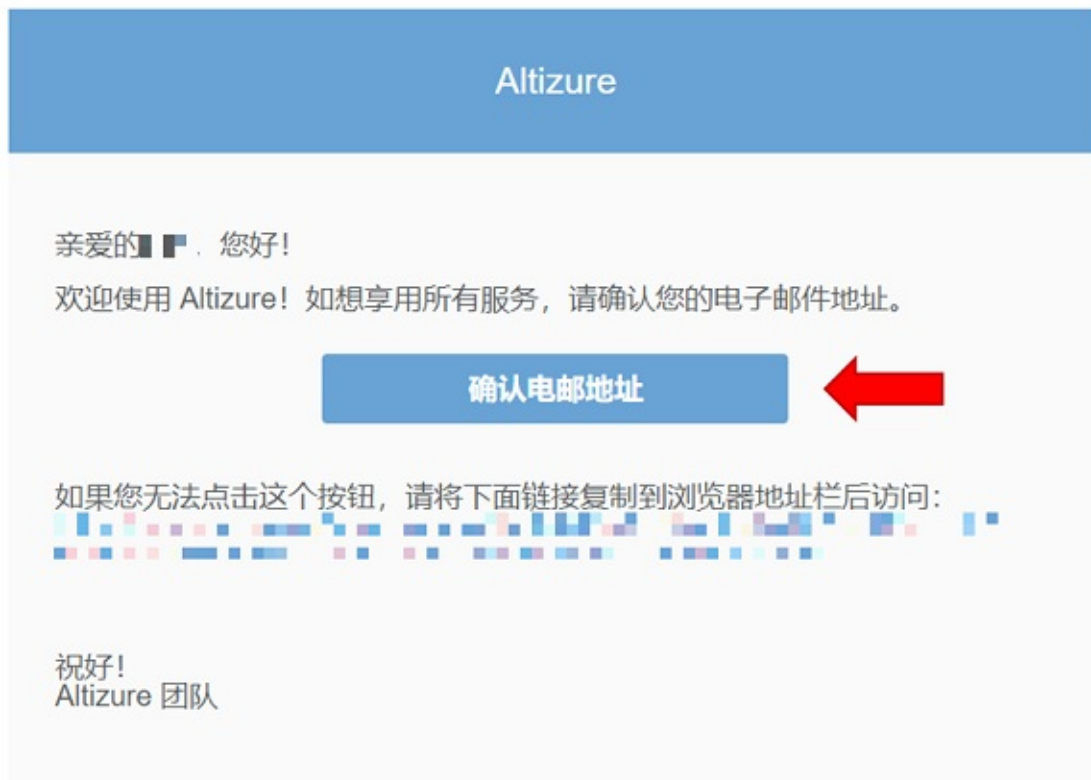 Altizure
亲爱的 . 您好!
欢迎使用 Altizure! 如想享用所有服务, 请确认您的电子邮件地址。
确认电邮地址
如果您无法点击这个按钮, 请将下面链接复制到浏览器地址栏后访问:
祝好!
Altizure 团队